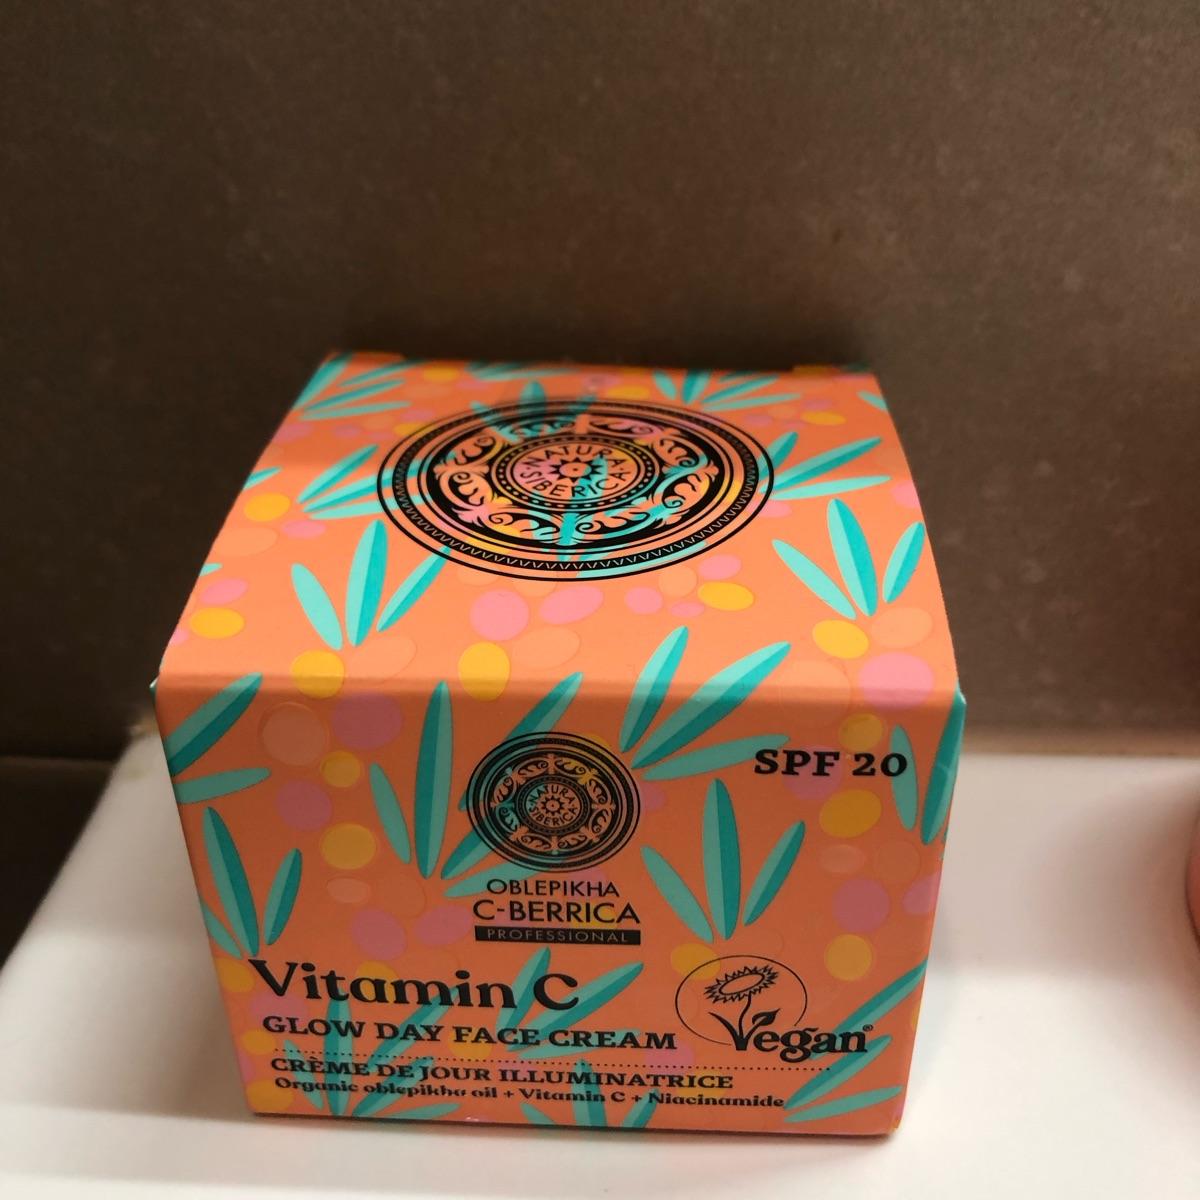 NATURA
SIBERICA
SPF 20
NATURA
SIBERICA
OBLEPIKHA
C-BERRICA
PROFESSIONAL
Vitamin C
GLOW DAY FACE CREAM
Vegan®
CRÈME DE JOUR ILLUMINATRICE
Organic oblepikha oil + Vitamin C + Niacinamide